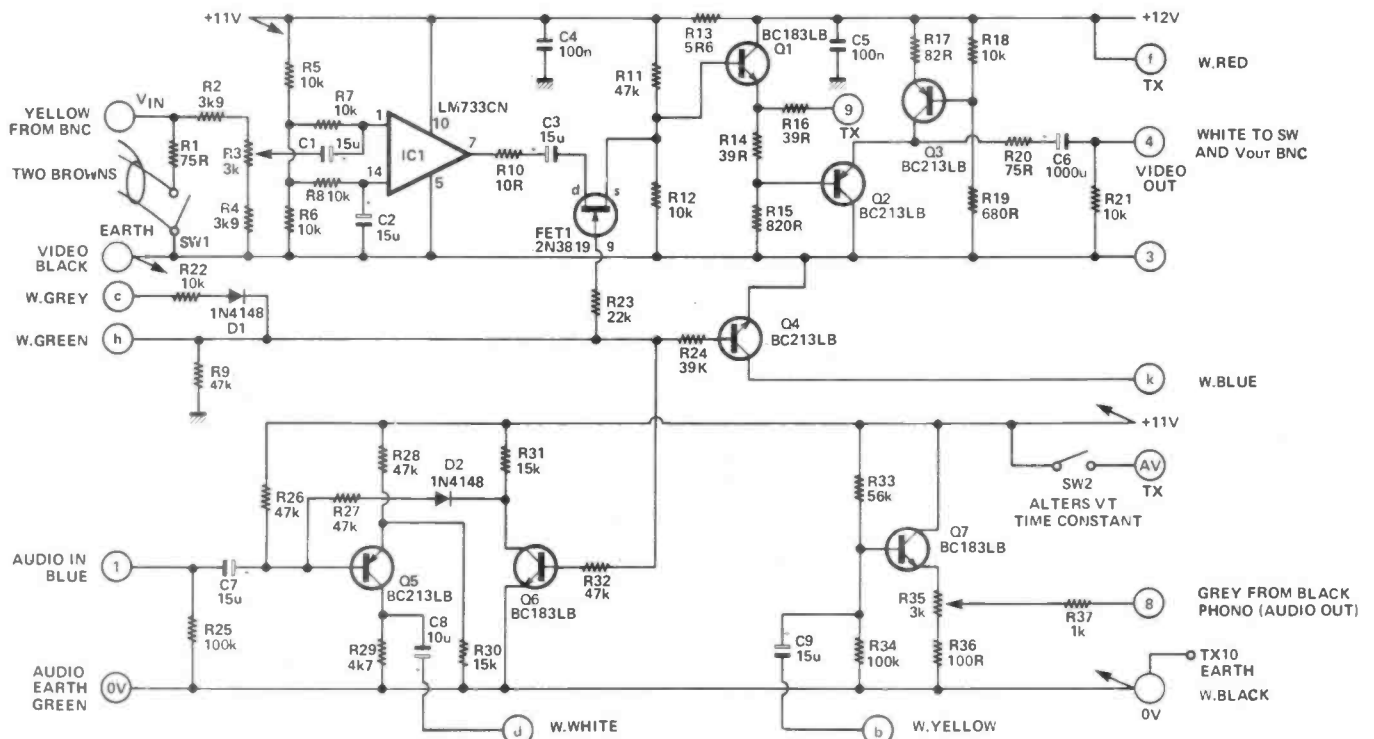 +11V
+12V
R5
10k
C4
100n
R13
5R6
BC183LB
Q1
C5
100n
R17
82R
R18
10k
f
TX
W.RED
YELLOW
FROM BNC
VIN
R2
3k9
R7
10k
1
LM733CN
10
R11
47k
R1
75R
R3
3k
C1
15u
IC1
7
C3
15u
R14
39R
R16
39R
9
TX
Q3
BC213LB
R20
75R
C6
1000u
4
WHITE TO SW
AND VOUT BNC
VIDEO
OUT
TWO BROWNS
14
R8 10k
5
R10
10R
d
s
R12
10k
Q2
BC213LB
R19
680R
R21
10k
R4
3k9
R6
10k
C2
15u
FET1
2N3819
g
R15
820R
EARTH
SW1
VIDEO
BLACK
3
W.GREY
c
R22
10k
1N4148
D1
R23
22k
Q4
BC213LB
W.GREEN
h
R24
39K
R9
47k
k
W.BLUE
+11V
R28
47k
D2
1N4148
R31
15k
R26
47k
R27
47k
R33
56k
SW2
AV
TX
ALTERS VT
TIME CONSTANT
AUDIO IN
BLUE
1
C7
15u
Q5
BC213LB
Q6
BC183LB
R32
47k
Q7
BC183LB
R25
100k
R29
4k7
C8
10u
R30
15k
C9
15u
R34
100k
R35
3k
R36
100R
R37
1k
8
GREY FROM BLACK
PHONO (AUDIO OUT)
AUDIO
EARTH
GREEN
0V
TX10
EARTH
W.BLACK
0V
d
W.WHITE
b
W.YELLOW